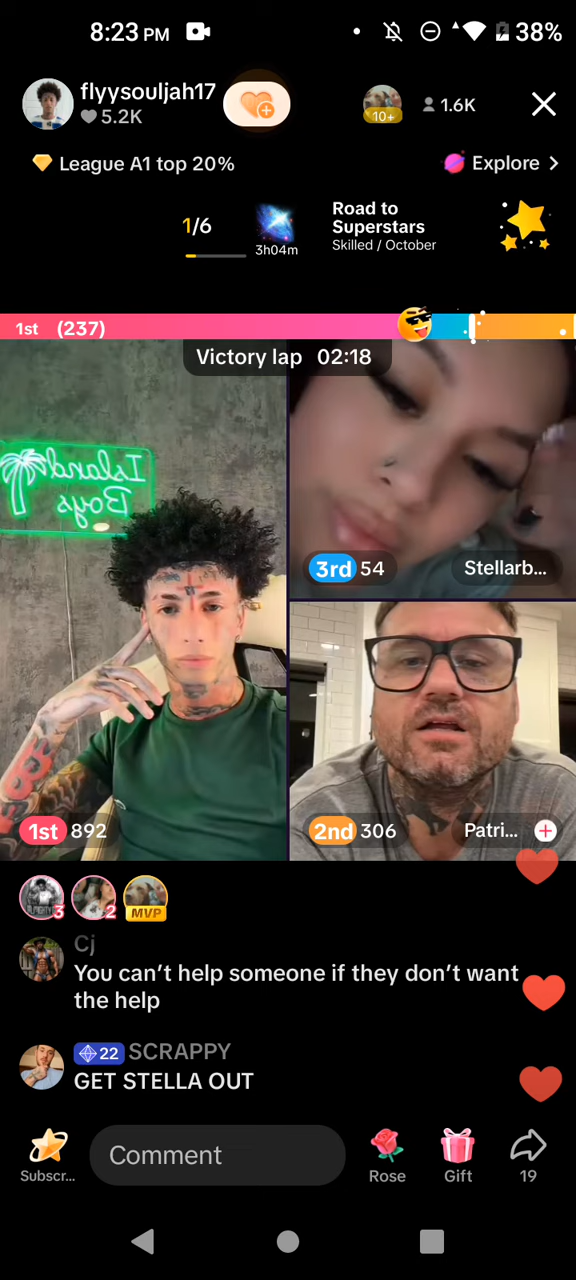 8:23 PM
38%
flyysouljah17
5.2K
10+
1.6K
League A1 top 20%
Explore
1/6
3h04m
Road to
Superstars
Skilled / October
1st (237)
Victory lap 02:18
Island
Boys
3rd 54
Stellarb...
1st 892
2nd 306
Patri...
3
2
MVP
Cj
You can’t help someone if they don’t want
the help
22 SCRAPPY
GET STELLA OUT
Subscr...
Comment
Rose
Gift
19